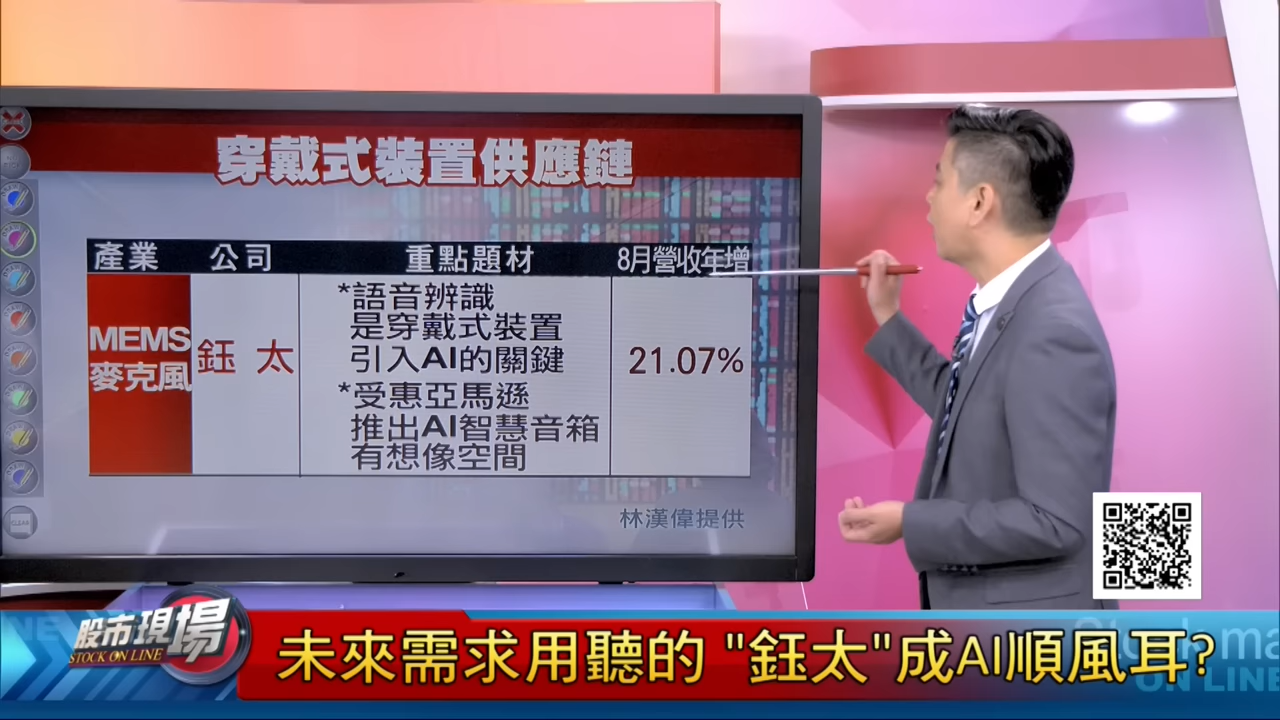 穿戴式裝置供應鏈
產業 公司 重點題材 8月營收年增
MEMS
麥克風
鈺太
*語音辨識
是穿戴式裝置
引入AI的關鍵
*受惠亞馬遜
推出AI智慧音箱
有想像空間
21.07%
林漢偉提供
CLEAR
股市現場
STOCK ON LINE
未來需求用聽的 "鈺太"成AI順風耳?
ON LINE